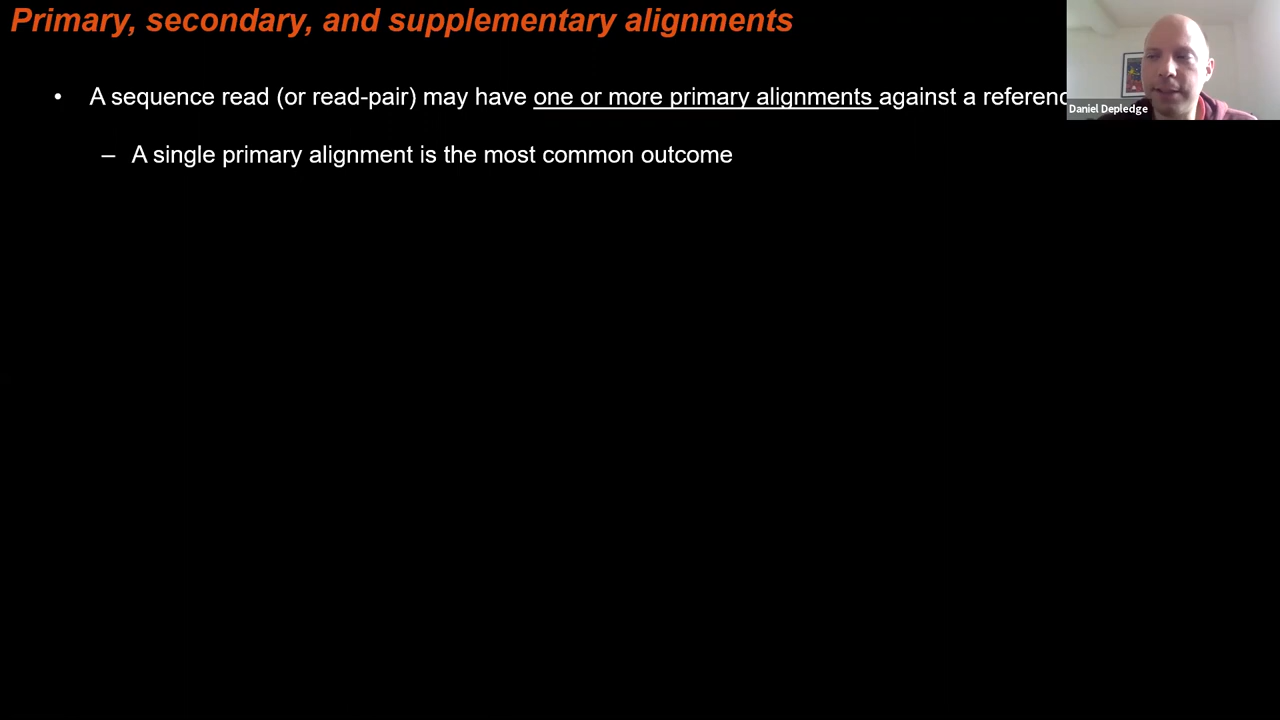 Primary, secondary, and supplementary alignments
• A sequence read (or read-pair) may have one or more primary alignments against a
– A single primary alignment is the most common outcome
Daniel Depledge